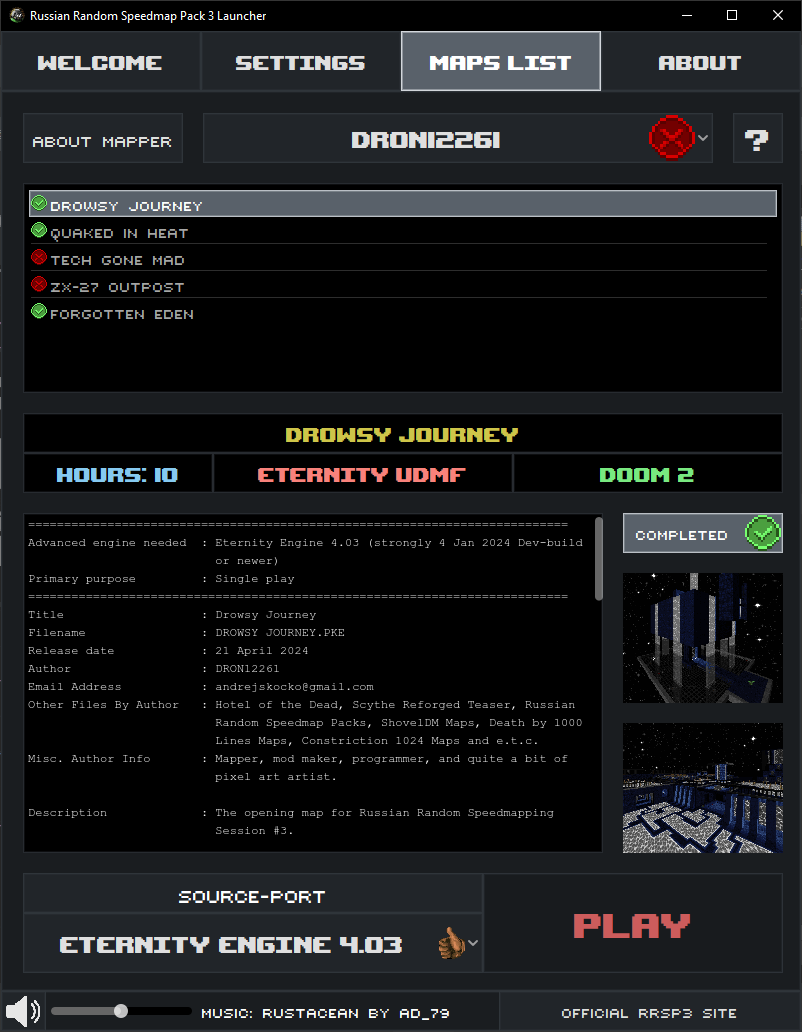 Russian Random Speedmap Pack 3 Launcher
WELCOME
SETTINGS
MAPS LIST
ABOUT
ABOUT MAPPER
DRON12261
?
DROWSY JOURNEY
QUAKED IN HEAT
TECH GONE MAD
ZX-27 OUTPOST
FORGOTTEN EDEN
DROWSY JOURNEY
HOURS: 10
ETERNITY UDMF
DOOM 2
===========================================================================
Advanced engine needed : Eternity Engine 4.03 (strongly 4 Jan 2024 Dev-build
or newer)
Primary purpose : Single play
===========================================================================
Title : Drowsy Journey
Filename : DROWSY JOURNEY.PKE
Release date : 21 April 2024
Author : DRON12261
Email Address : andrejskocko@gmail.com
Other Files By Author : Hotel of the Dead, Scythe Reforged Teaser, Russian
Random Speedmap Packs, ShovelDM Maps, Death by 1000
Lines Maps, Constriction 1024 Maps and e.t.c.
Misc. Author Info : Mapper, mod maker, programmer, and quite a bit of
pixel art artist.
Description : The opening map for Russian Random Speedmapping
Session #3.
COMPLETED
SOURCE-PORT
ETERNITY ENGINE 4.03
PLAY
MUSIC: RUSTACEAN BY AD_79
OFFICIAL RRSP3 SITE